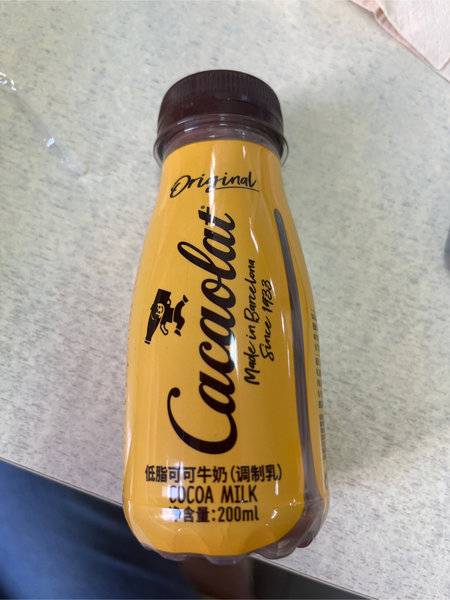 Original
Cacaolat
Made in Barcelona
Since 1933
低脂可可牛奶(调制乳)
COCOA MILK
净含量:200ml